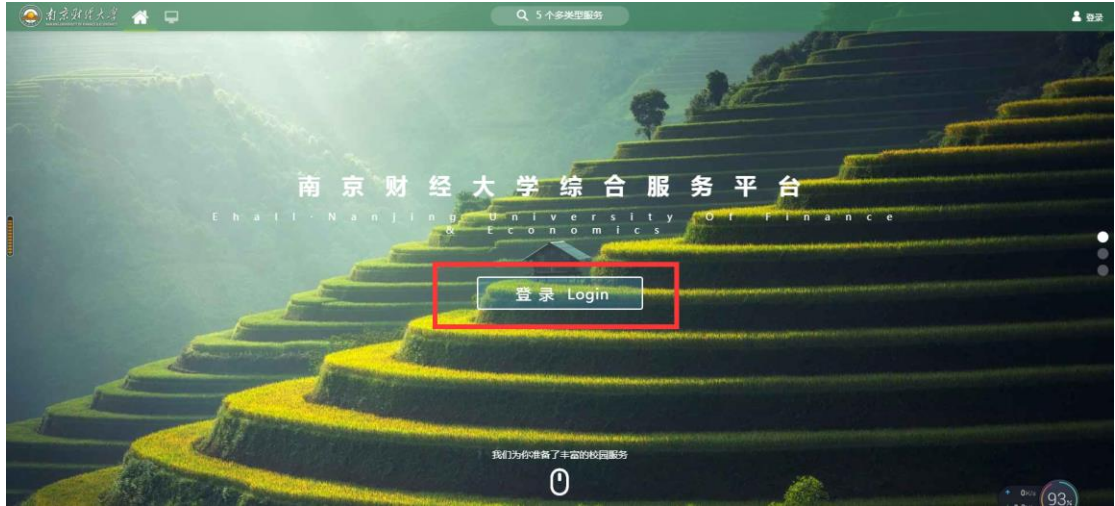 南京财经大学
5 个多类型服务
登录
南京财经大学综合服务平台
Ehall·Nanjing University Of Finance
& Economics
登录 Login
我们为你准备了丰富的校园服务
93%